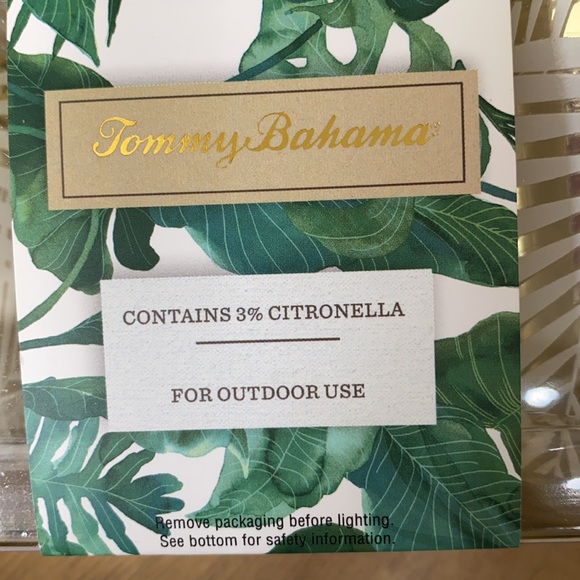 Tommy Bahama
CONTAINS 3% CITRONELLA
FOR OUTDOOR USE
Remove packaging before lighting.
See bottom for safety information.